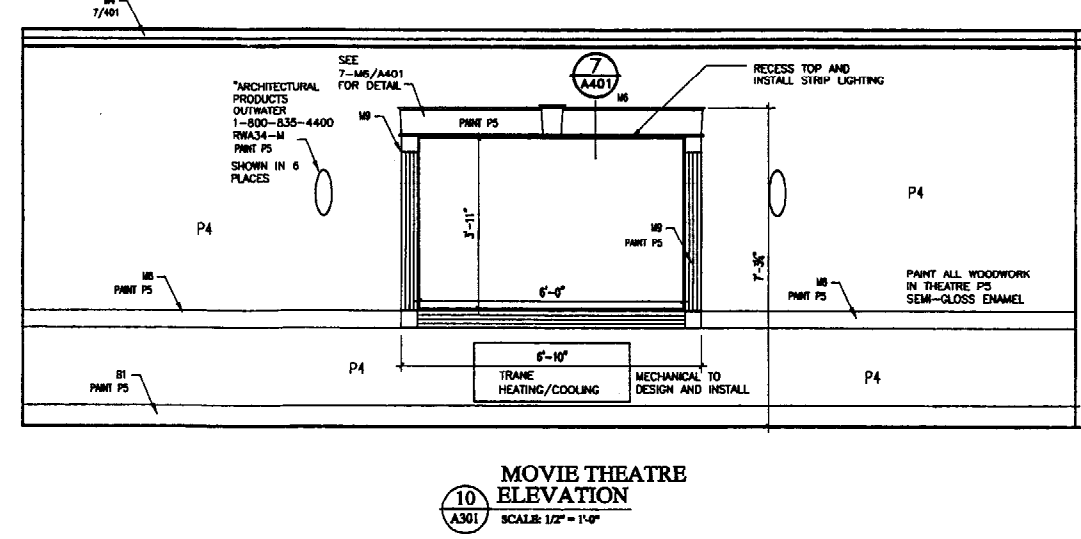 7/401
SEE
7-M6/A401
FOR DETAIL
7
A401
M6
RECESS TOP AND
INSTALL STRIP LIGHTING
"ARCHITECTURAL
PRODUCTS
OUTWATER
1-800-835-4400
RWA34-M
PAINT P5
SHOWN IN 6
PLACES
M9
PAINT P5
P4
P4
3'-11"
M9
PAINT P5
6'-0"
M8
PAINT P5
M8
PAINT P5
PAINT ALL WOODWORK
IN THEATRE P5
SEMI-GLOSS ENAMEL
6'-10"
P4
TRANE
HEATING/COOLING
MECHANICAL TO
DESIGN AND INSTALL
P4
B1
PAINT P5
10
A301
MOVIE THEATRE
ELEVATION
SCALE: 1/2" = 1'-0"